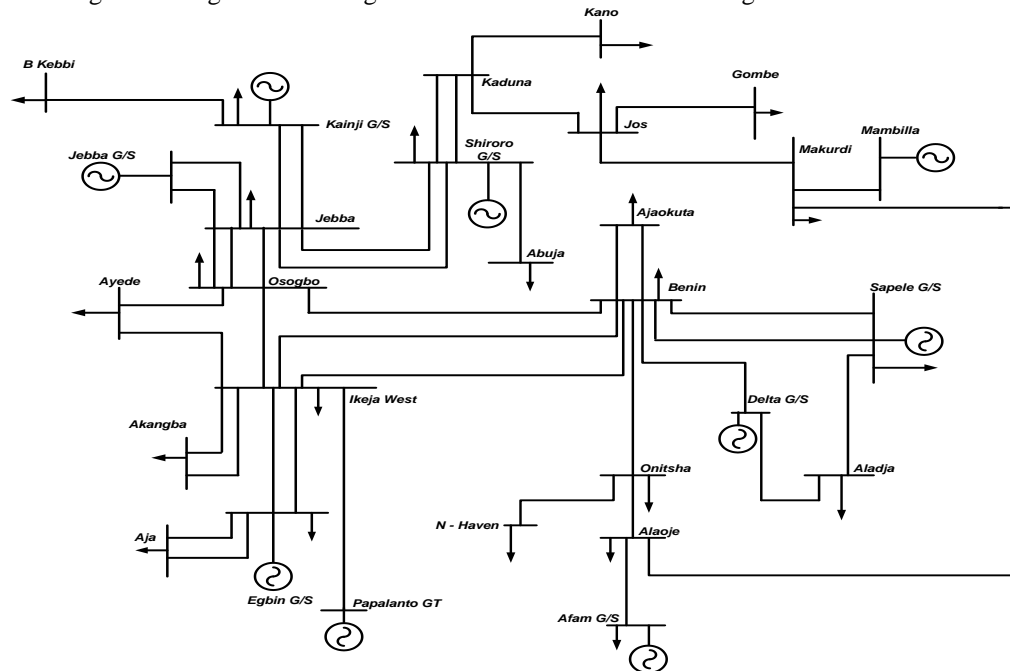 Kano
B Kebbi
Kaduna
Gombe
Kainji G/S
Jos
Mambilla
Jebba G/S
Shiroro
G/S
Makurdi
Jebba
Ajaokuta
Abuja
Ayede
Osogbo
Benin
Sapele G/S
Ikeja West
Delta G/S
Akangba
Onitsha
Aladja
N - Haven
Alaoje
Aja
Egbin G/S
Papalanto GT
Afam G/S